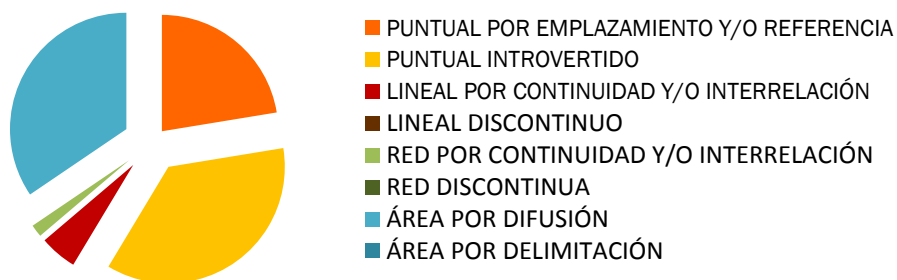 PUNTUAL POR EMPLAZAMIENTO Y/O REFERENCIA
PUNTUAL INTROVERTIDO
LINEAL POR CONTINUIDAD Y/O INTERRELACIÓN
LINEAL DISCONTINUO
RED POR CONTINUIDAD Y/O INTERRELACIÓN
RED DISCONTINUA
ÁREA POR DIFUSIÓN
ÁREA POR DELIMITACIÓN